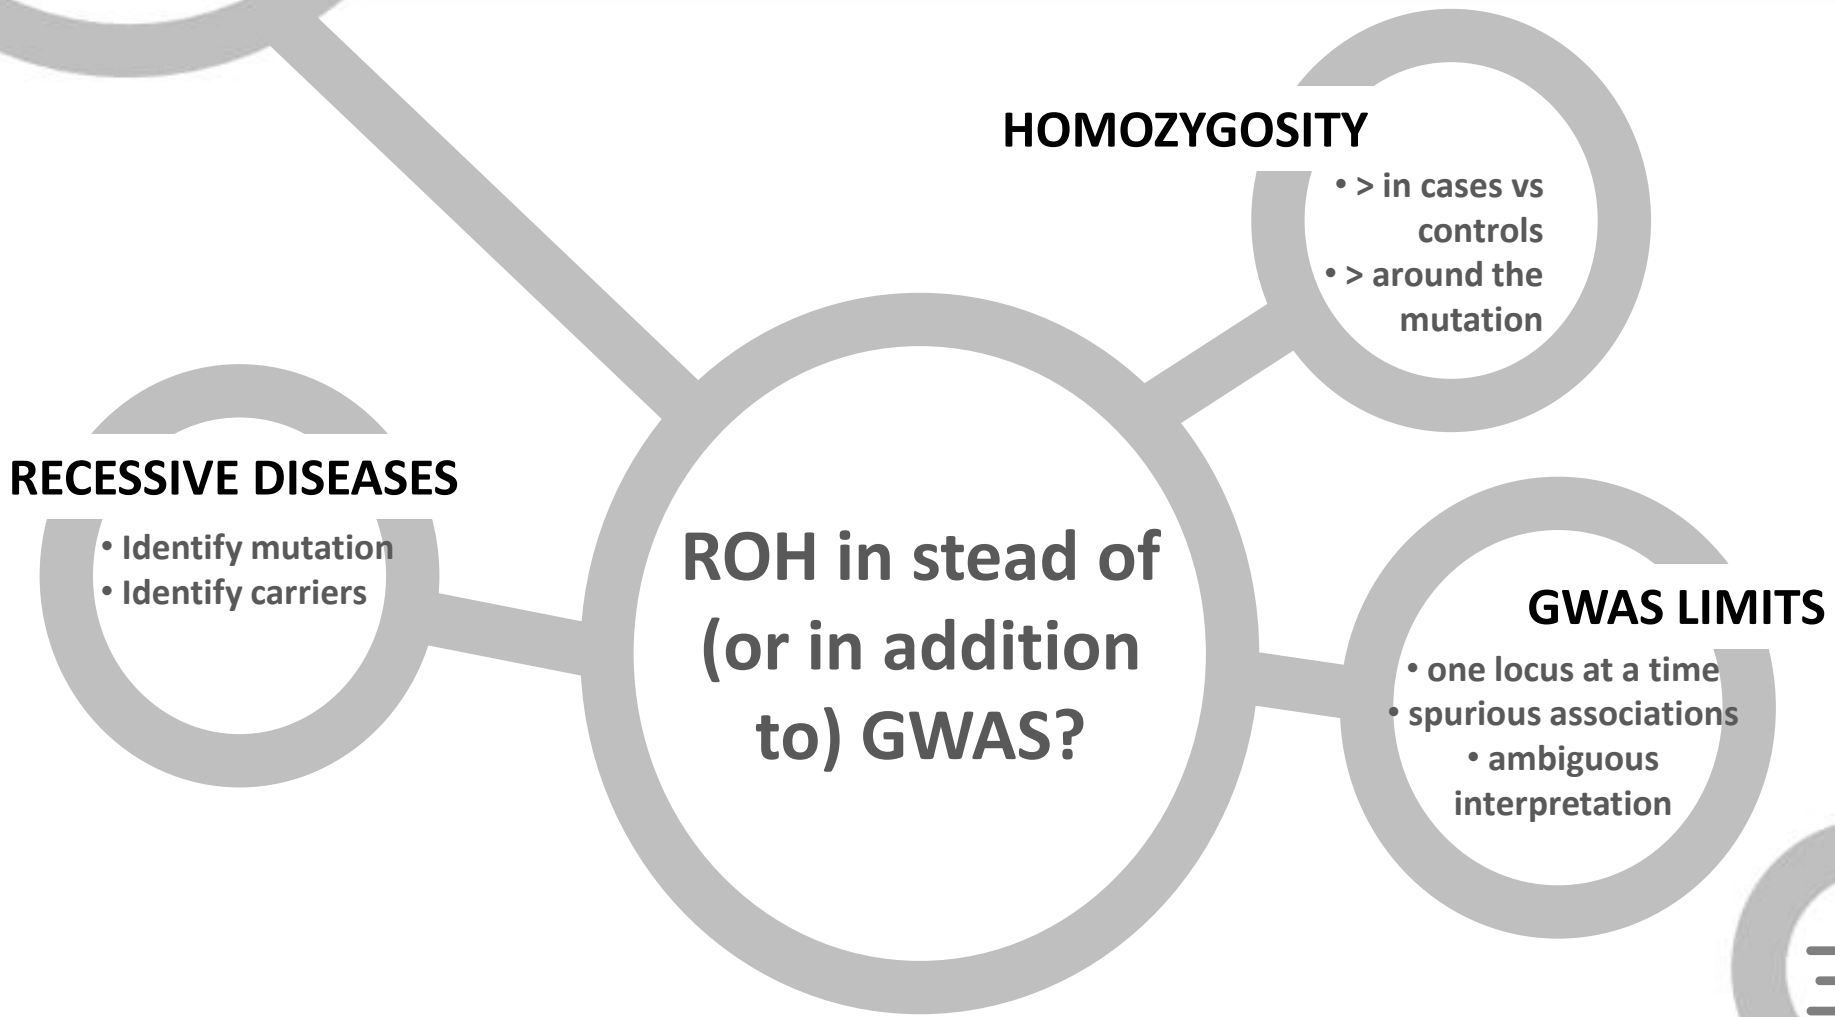 HOMOZYGOSITY
• > in cases vs
controls
• > around the
mutation
RECESSIVE DISEASES
• Identify mutation
• Identify carriers
ROH in stead of
(or in addition
to) GWAS?
GWAS LIMITS
• one locus at a time
• spurious associations
• ambiguous
interpretation